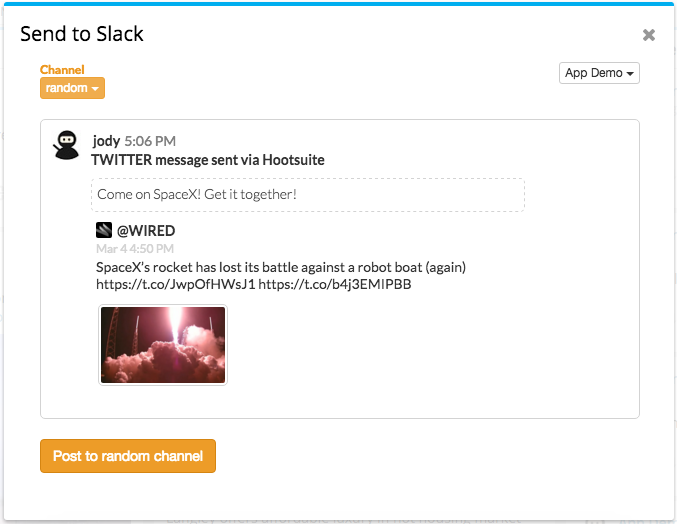 Send to Slack
Channel
random
App Demo
jody 5:06 PM
TWITTER message sent via Hootsuite
Come on SpaceX! Get it together!
@WIRED
Mar 4 4:50 PM
SpaceX's rocket has lost its battle against a robot boat (again)
https://t.co/JwpOfHWsJ1 https://t.co/b4j3EMIPBB
Post to random channel